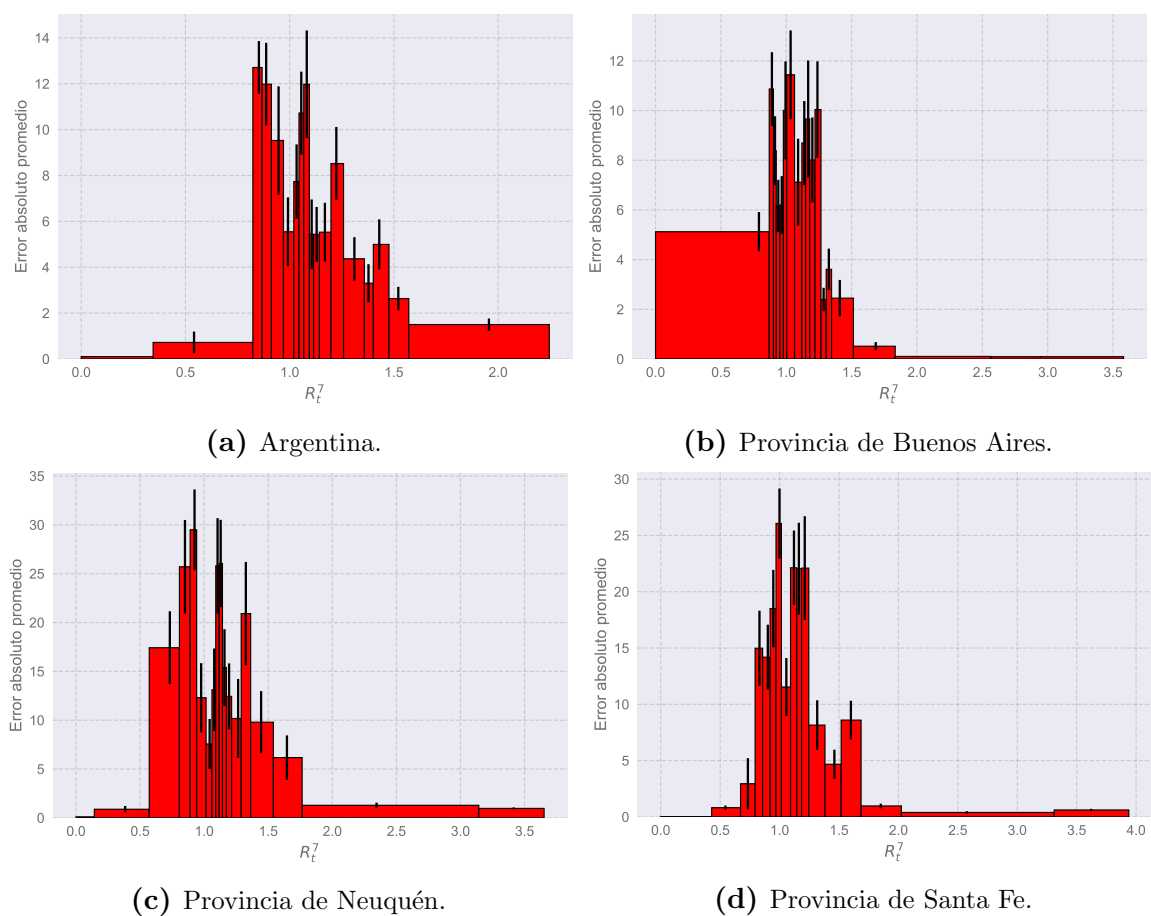 14
12
10
8
6
4
2
0
Error absoluto promedio
0.0 0.5 1.0 1.5 2.0
R_t^7
(a) Argentina.
12
10
8
6
4
2
0
Error absoluto promedio
0.0 0.5 1.0 1.5 2.0 2.5 3.0 3.5
R_t^7
(b) Provincia de Buenos Aires.
35
30
25
20
15
10
5
0
Error absoluto promedio
0.0 0.5 1.0 1.5 2.0 2.5 3.0 3.5
R_t^7
(c) Provincia de Neuquén.
30
25
20
15
10
5
0
Error absoluto promedio
0.0 0.5 1.0 1.5 2.0 2.5 3.0 3.5 4.0
R_t^7
(d) Provincia de Santa Fe.